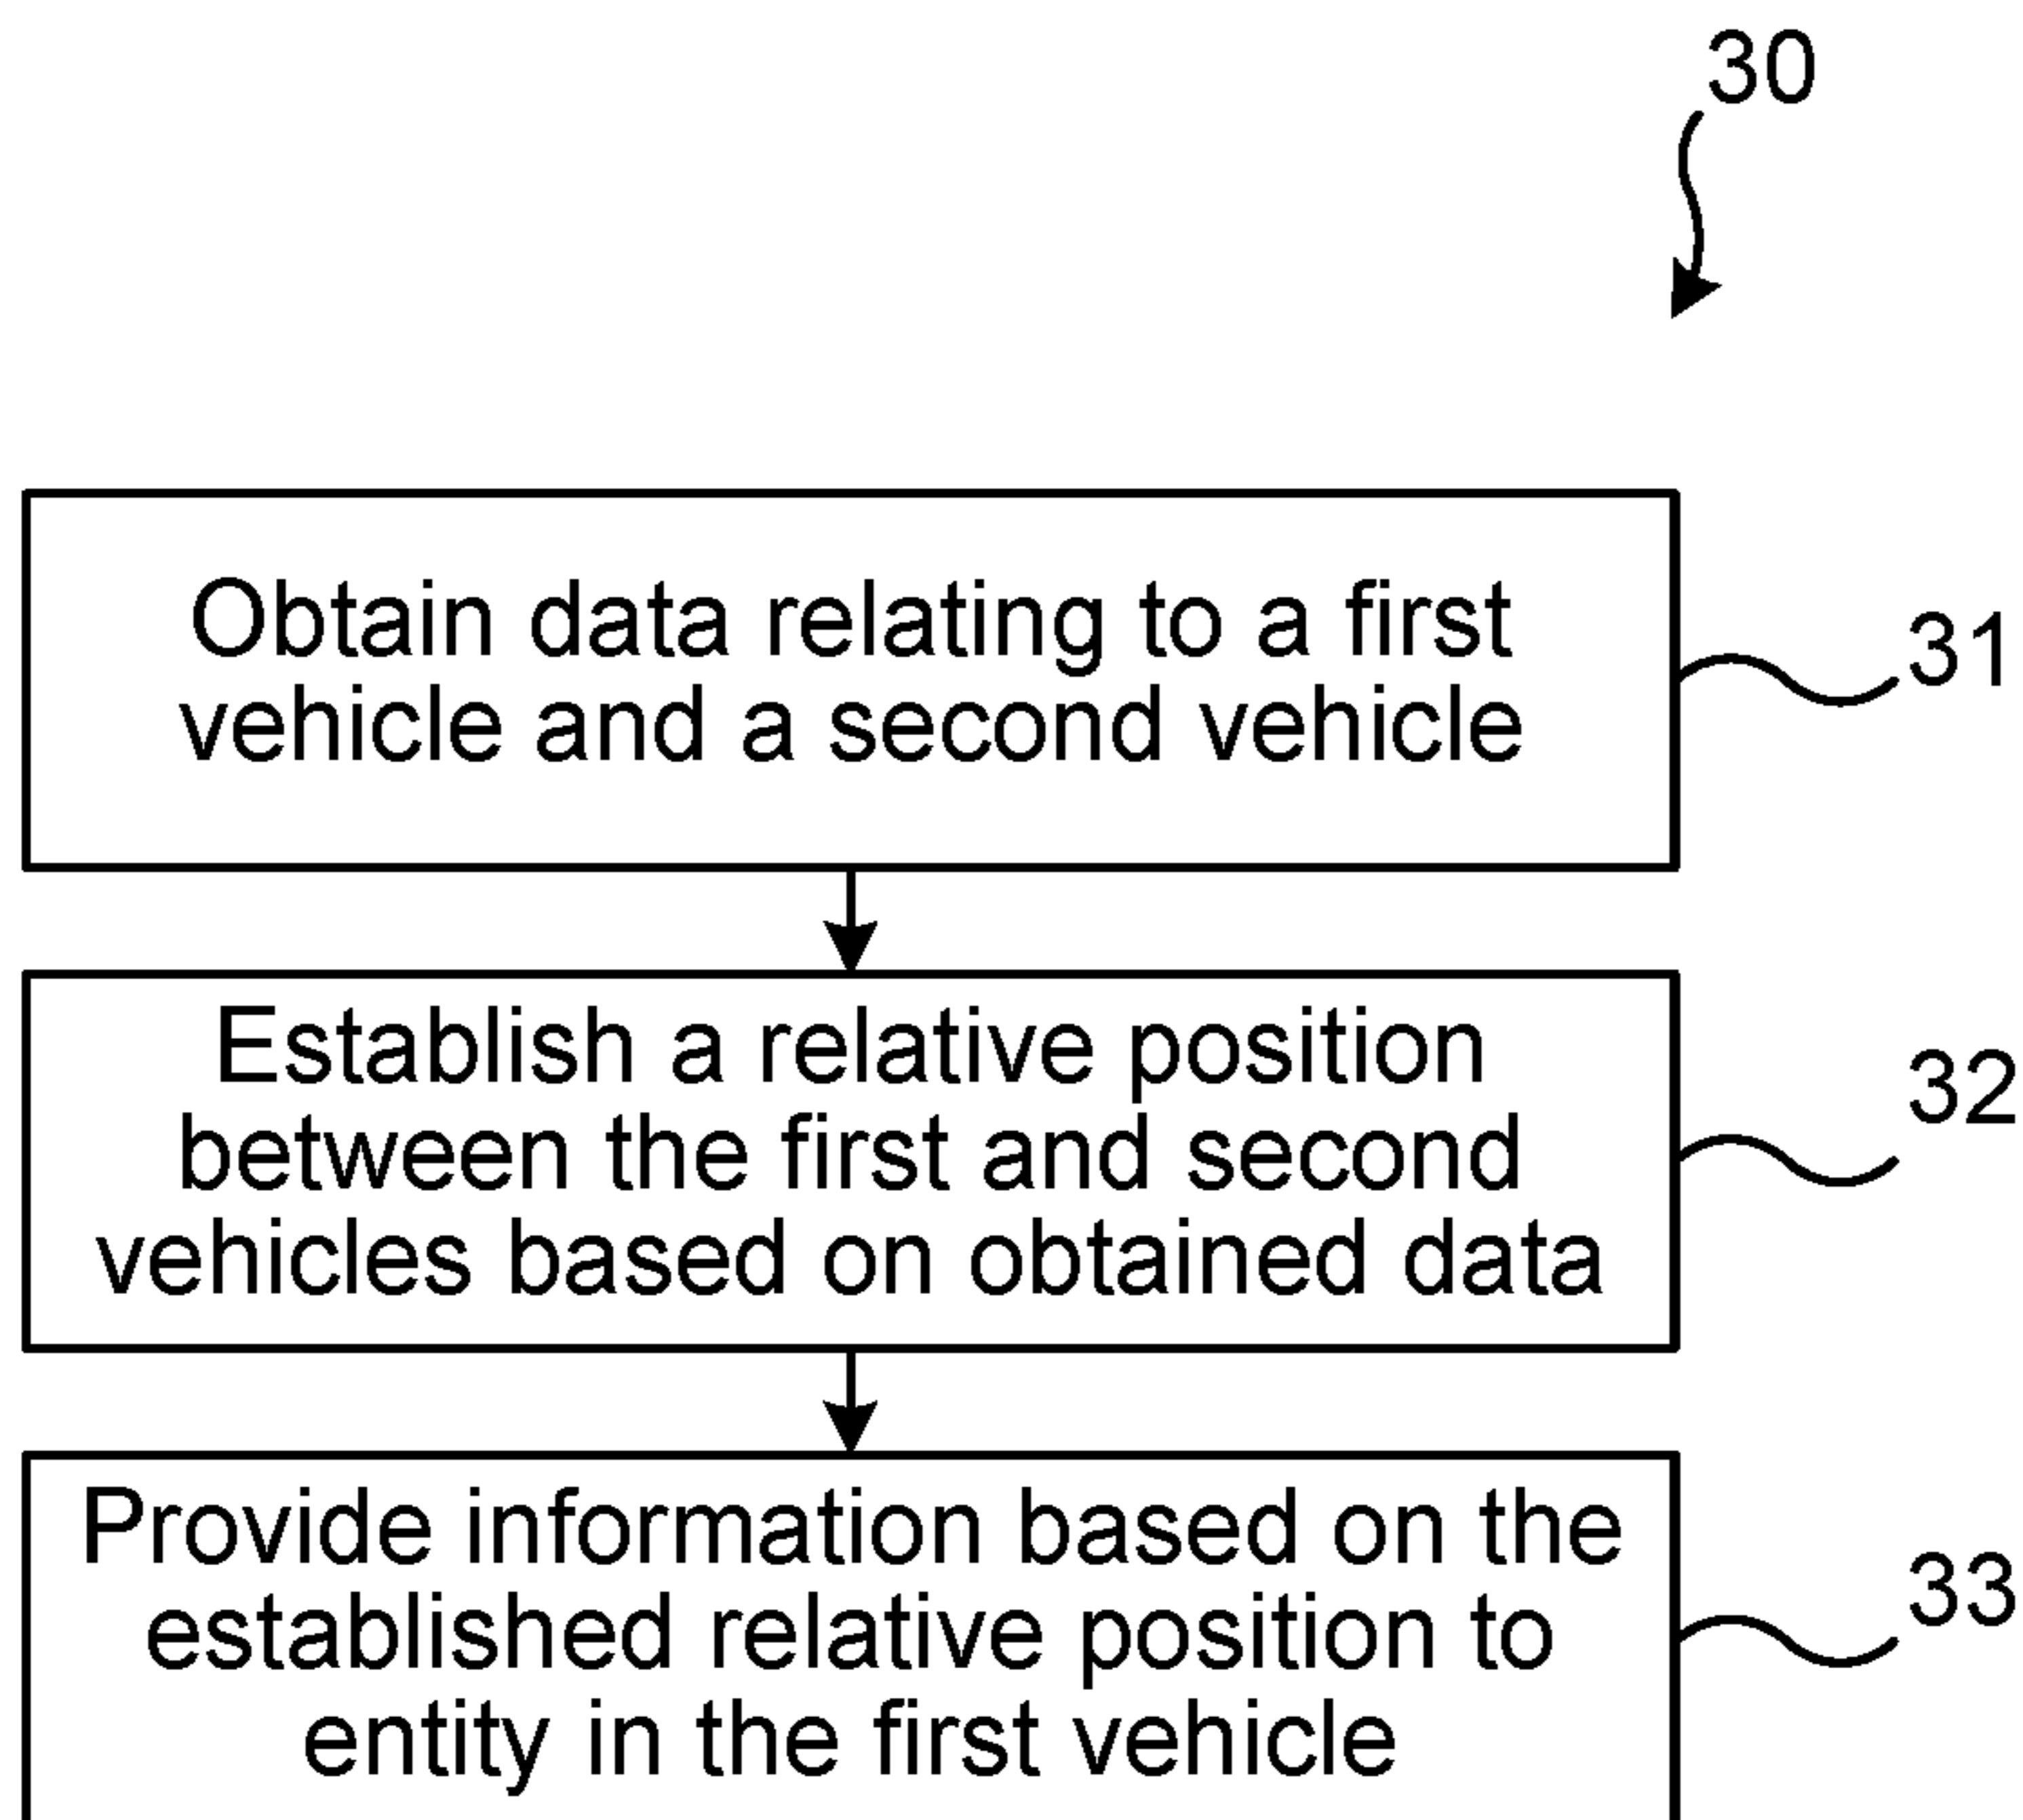 30
Obtain data relating to a first
vehicle and a second vehicle
31
Establish a relative position
between the first and second
vehicles based on obtained data
32
Provide information based on the
established relative position to
entity in the first vehicle
33